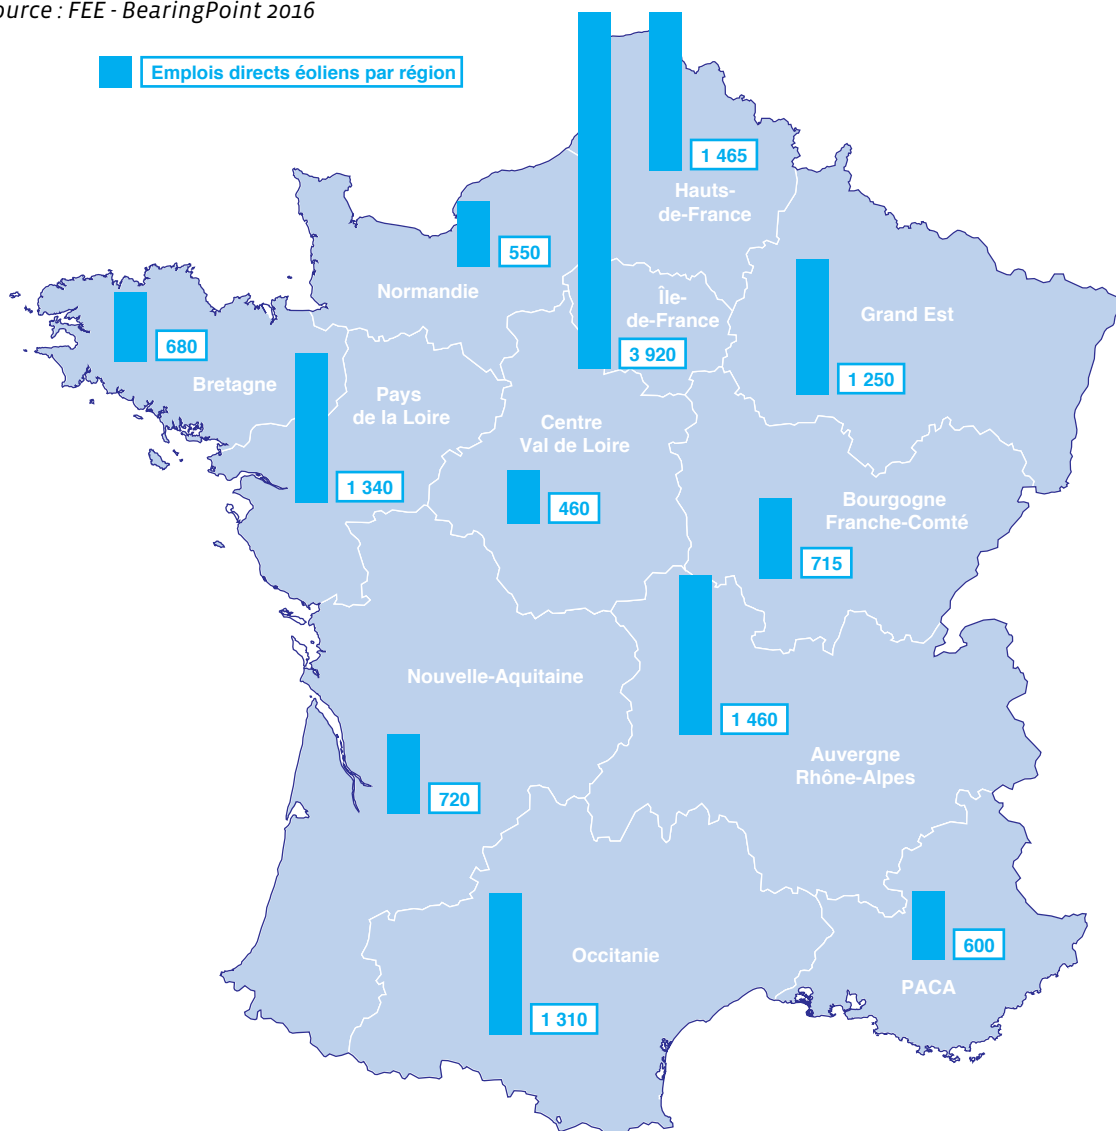 ource : FEE - BearingPoint 2016
Emplois directs éoliens par région
1 465
Hauts-
de-France
550
Normandie
Île-
de-France
3 920
Grand Est
1 250
680
Bretagne
Pays
de la Loire
1 340
Centre
Val de Loire
460
Bourgogne
Franche-Comté
715
Nouvelle-Aquitaine
720
1 460
Auvergne
Rhône-Alpes
Occitanie
1 310
600
PACA